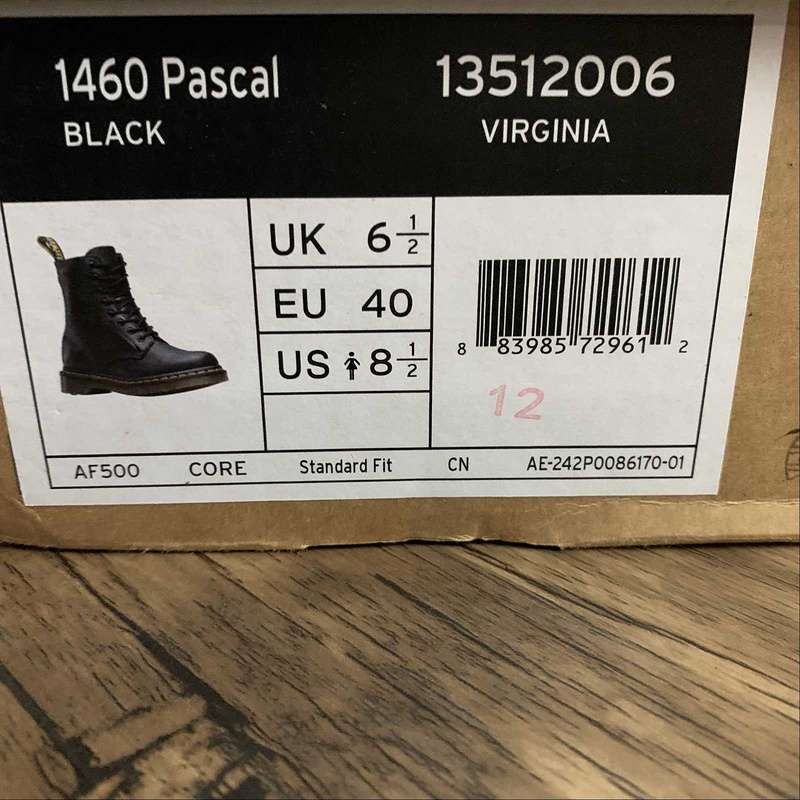 1460 Pascal
BLACK
13512006
VIRGINIA
UK 6 1/2
EU 40
US 8 1/2
8 83985 72961 2
12
AF500 CORE Standard Fit CN AE-242P0086170-01